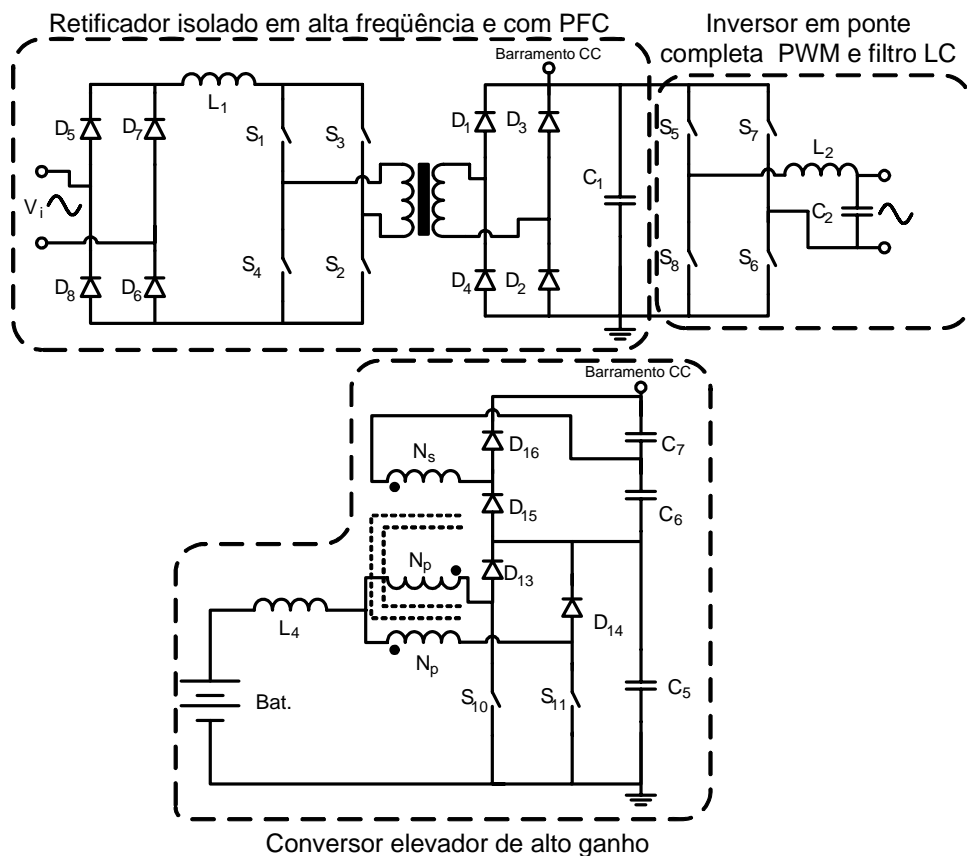 Retificador isolado em alta freqüência e com PFC
Inversor em ponte
completa PWM e filtro LC
Barramento CC
L1
D5
D7
S1
S3
D1
D3
C1
S5
S7
L2
C2
Vi
D8
D6
S4
S2
D4
D2
S8
S6
Barramento CC
D16
C7
Ns
D15
C6
Np
D13
L4
D14
Np
Bat.
S10
S11
C5
Conversor elevador de alto ganho